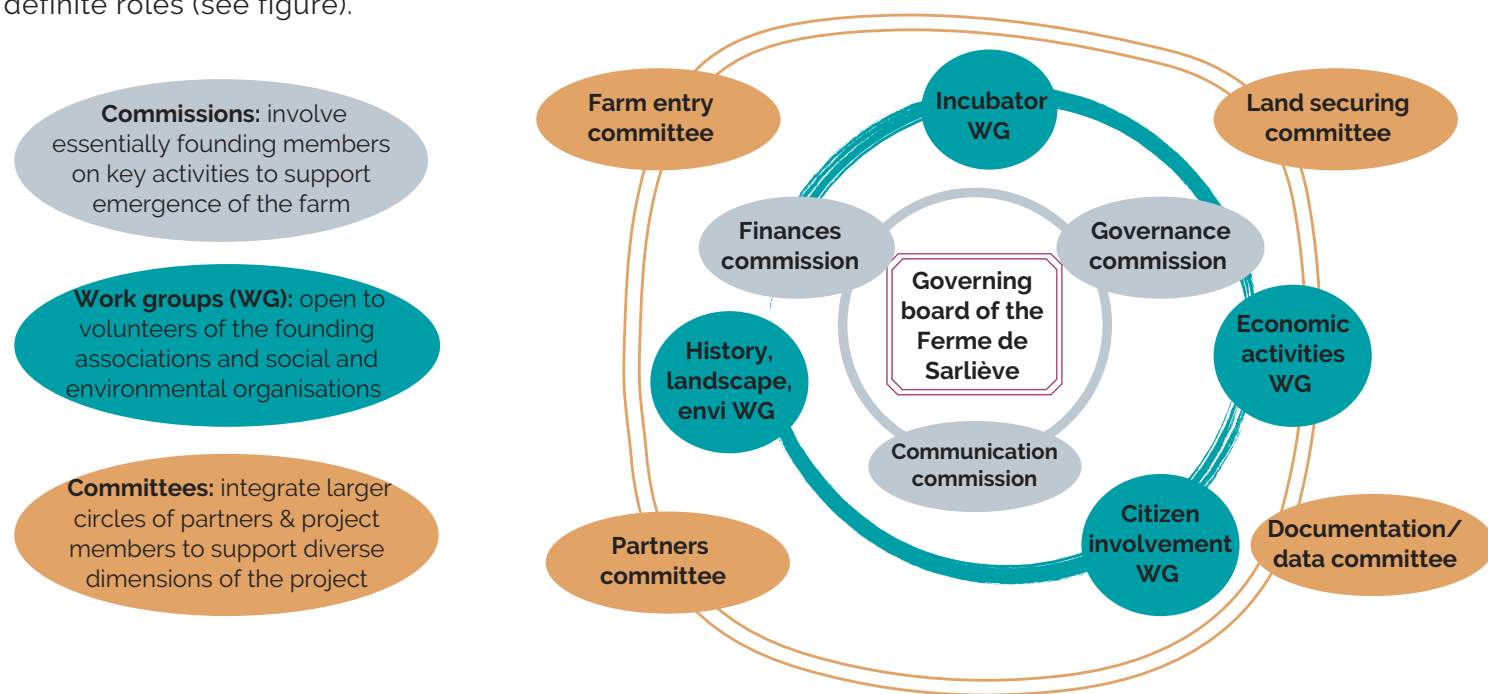 definite roles (see figure).
Commissions: involve
essentially founding members
on key activities to support
emergence of the farm
Work groups (WG): open to
volunteers of the founding
associations and social and
environmental organisations
Committees: integrate larger
circles of partners & project
members to support diverse
dimensions of the project
Farm entry
committee
Incubator
WG
Land securing
committee
Finances
commission
Governance
commission
Governing
board of the
Ferme de
Sarliève
History,
landscape,
envi WG
Economic
activities
WG
Communication
commission
Citizen
involvement
WG
Partners
committee
Documentation/
data committee